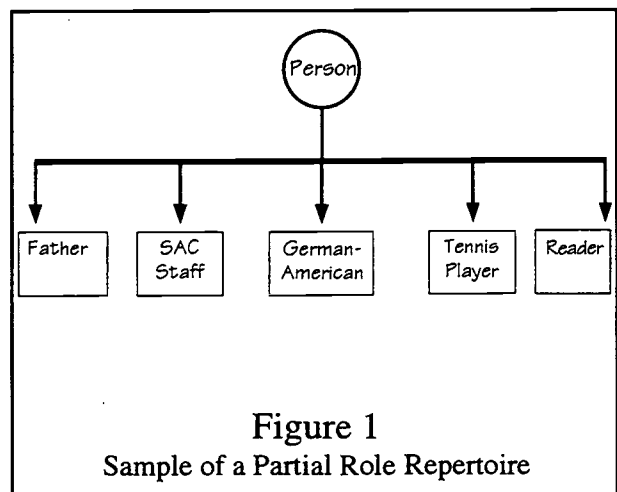 Person
Father
SAC
Staff
German-
American
Tennis
Player
Reader
Figure 1
Sample of a Partial Role Repertoire